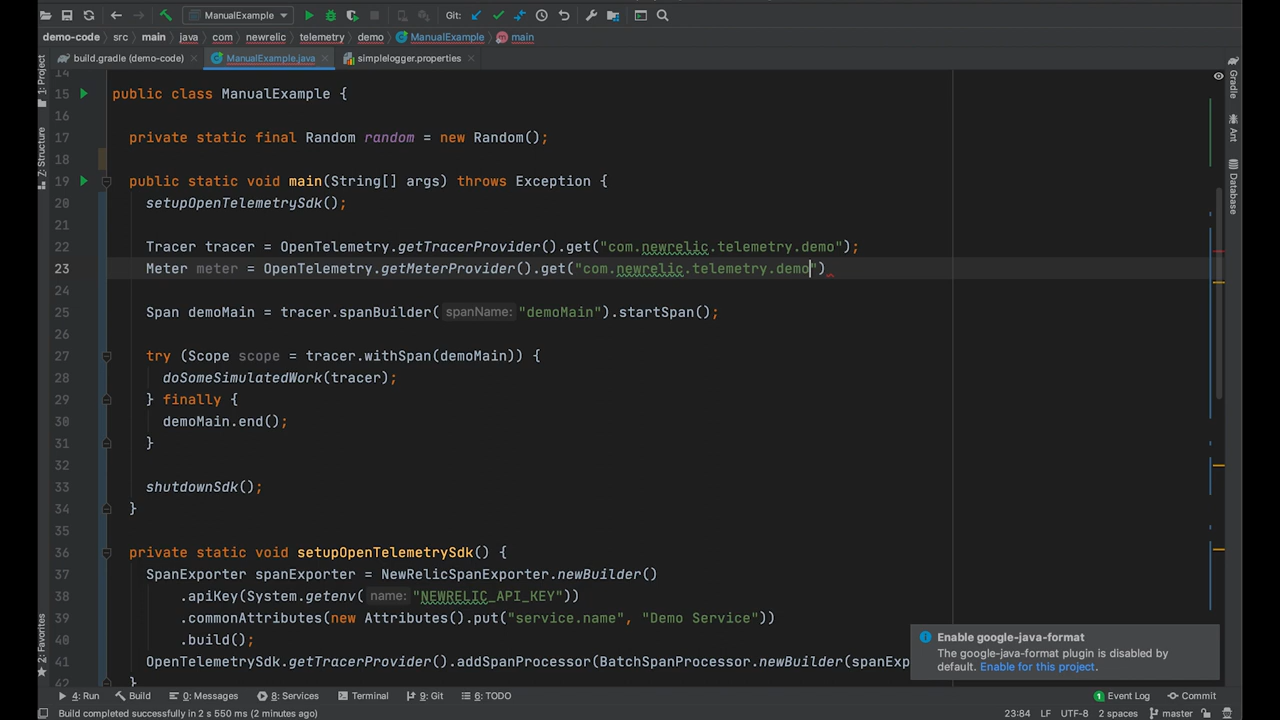 ManualExample Git:
demo-code src main java com newrelic telemetry demo ManualExample main
build.gradle (demo-code) ManualExample.java simplelogger.properties
14
15 public class ManualExample {
16
17 private static final Random random = new Random();
18
19 public static void main(String[] args) throws Exception {
20 setupOpenTelemetrySdk();
21
22 Tracer tracer = OpenTelemetry.getTracerProvider().get("com.newrelic.telemetry.demo");
23 Meter meter = OpenTelemetry.getMeterProvider().get("com.newrelic.telemetry.demo")
24
25 Span demoMain = tracer.spanBuilder( spanName: "demoMain").startSpan();
26
27 try (Scope scope = tracer.withSpan(demoMain)) {
28 doSomeSimulatedWork(tracer);
29 } finally {
30 demoMain.end();
31 }
32
33 shutdownSdk();
34 }
35
36 private static void setupOpenTelemetrySdk() {
37 SpanExporter spanExporter = NewRelicSpanExporter.newBuilder()
38 .apiKey(System.getenv( name: "NEWRELIC_API_KEY"))
39 .commonAttributes(new Attributes().put("service.name", "Demo Service"))
40 .build();
41 OpenTelemetrySdk.getTracerProvider().addSpanProcessor(BatchSpanProcessor.newBuilder(spanExp
}
1: Project
7: Structure
2: Favorites
Gradle
Ant
Database
Enable google-java-format
The google-java-format plugin is disabled by
default. Enable for this project.
4: Run Build 0: Messages 8: Services Terminal 9: Git 6: TODO 1 Event Log Commit
Build completed successfully in 2 s 550 ms (2 minutes ago) 23:84 LF UTF-8 2 spaces master